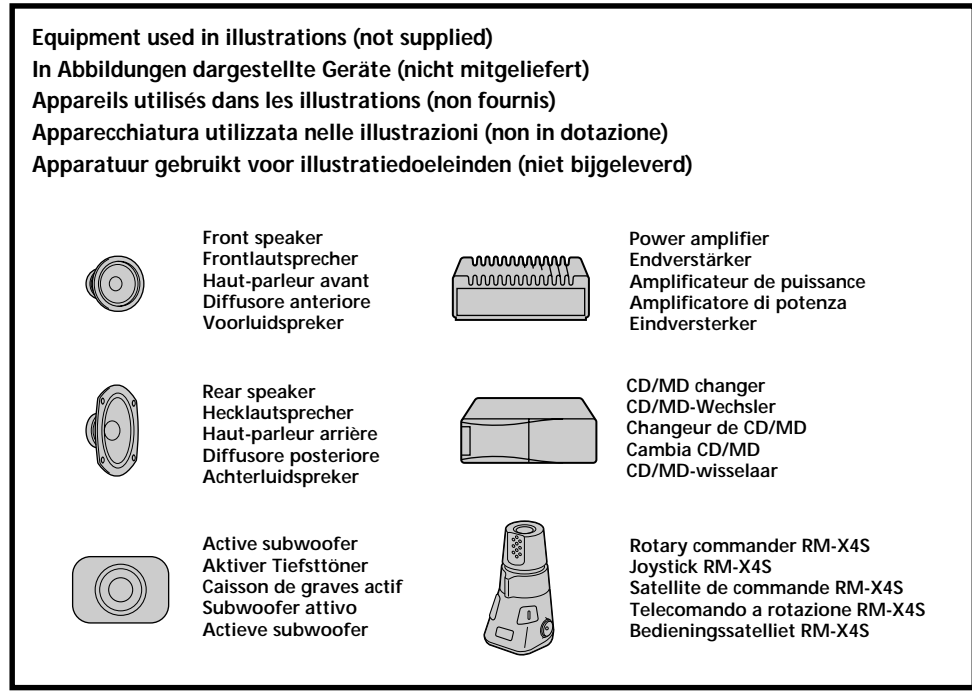 Equipment used in illustrations (not supplied)
In Abbildungen dargestellte Geräte (nicht mitgeliefert)
Appareils utilisés dans les illustrations (non fournis)
Apparecchiatura utilizzata nelle illustrazioni (non in dotazione)
Apparatuur gebruikt voor illustratiedoeleinden (niet bijgeleverd)
Front speaker
Frontlautsprecher
Haut-parleur avant
Diffusore anteriore
Voorluidspreker
Power amplifier
Endverstärker
Amplificateur de puissance
Amplificatore di potenza
Eindversterker
Rear speaker
Hecklautsprecher
Haut-parleur arrière
Diffusore posteriore
Achterluidspreker
CD/MD changer
CD/MD-Wechsler
Changeur de CD/MD
Cambia CD/MD
CD/MD-wisselaar
Active subwoofer
Aktiver Tiefsttöner
Caisson de graves actif
Subwoofer attivo
Actieve subwoofer
Rotary commander RM-X4S
Joystick RM-X4S
Satellite de commande RM-X4S
Telecomando a rotazione RM-X4S
Bedieningssatelliet RM-X4S